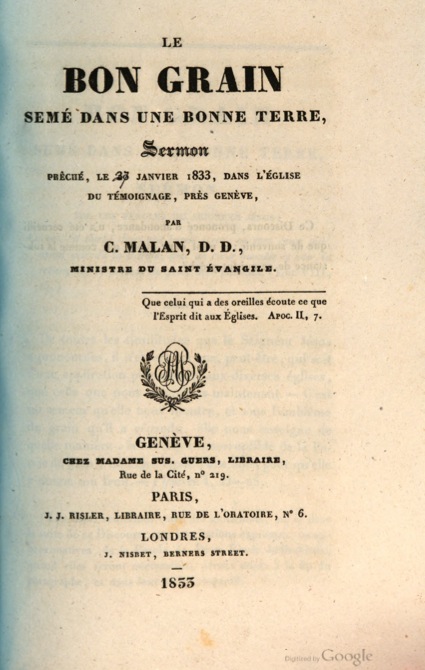 LE
BON GRAIN
SEMÉ DANS UNE BONNE TERRE,
Sermon
PRÊCHÉ, LE 27 JANVIER 1833, DANS L'ÉGLISE
DU TÉMOIGNAGE, PRÈS GENÈVE,
PAR
C. MALAN, D. D.,
MINISTRE DU SAINT ÉVANGILE.
Que celui qui a des oreilles écoute ce que
l'Esprit dit aux Églises. APOC. II, 7.
GENÈVE,
CHEZ MADAME SUS. GUERS, LIBRAIRE,
Rue de la Cité, nº 219.
PARIS,
J. J. RISLER, LIBRAIRE, RUE DE L'ORATOIRE, Nº 6.
LONDRES,
J. NISBET, BERNERS STREET.
1833
Digitized by Google